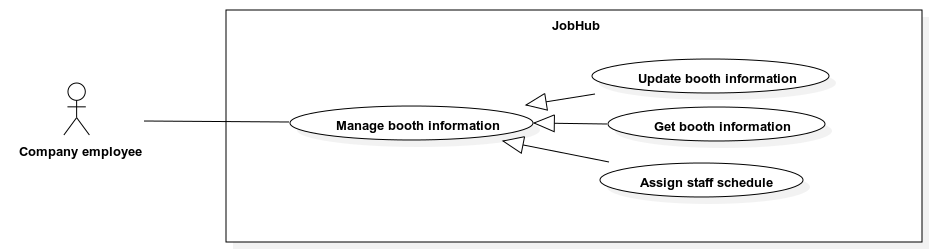 JobHub
Update booth information
Manage booth information
Get booth information
Company employee
Assign staff schedule